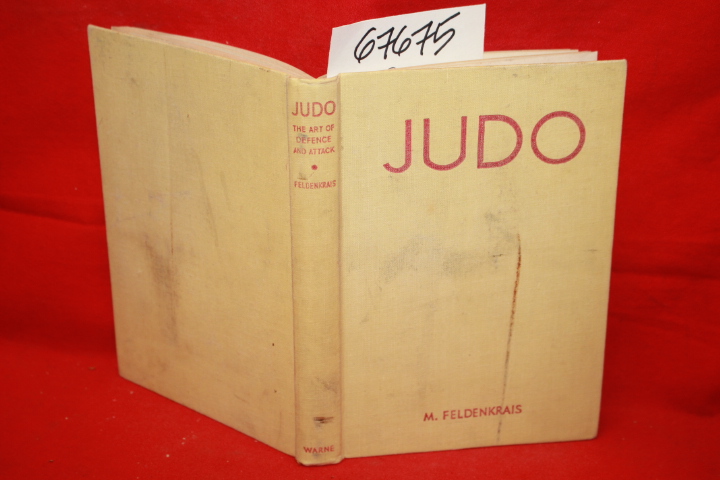 67675
JUDO
THE ART OF
DEFENCE
AND ATTACK
FELDENKRAIS
WARNE
JUDO
M. FELDENKRAIS